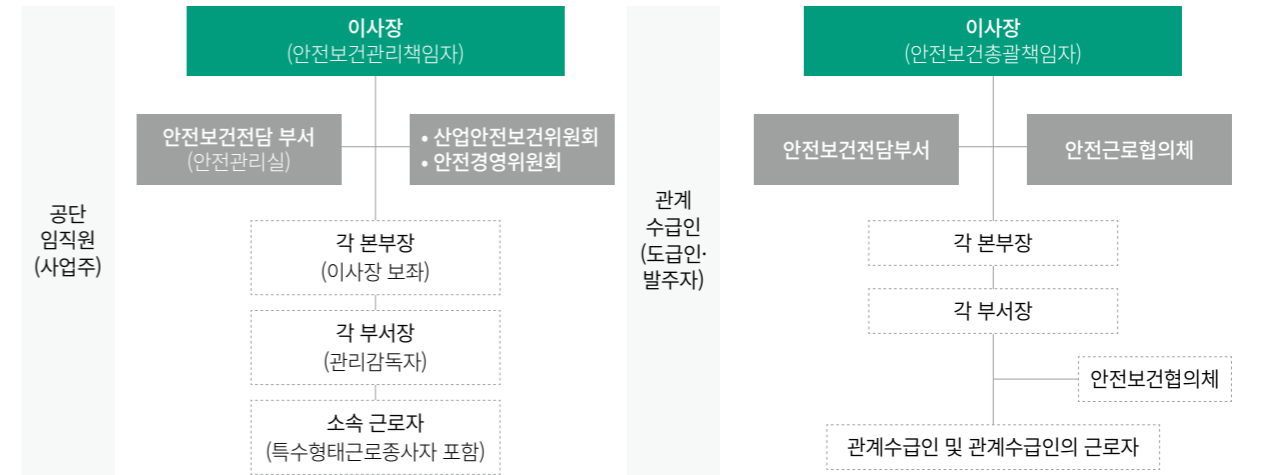 공단
임직원
(사업주)
이사장
(안전보건관리책임자)
안전보건전담 부서
(안전관리실)
• 산업안전보건위원회
• 안전경영위원회
각 본부장
(이사장 보좌)
각 부서장
(관리감독자)
소속 근로자
(특수형태근로종사자 포함)
관계
수급인
(도급인·
발주자)
이사장
(안전보건총괄책임자)
안전보건전담부서
안전근로협의체
각 본부장
각 부서장
안전보건협의체
관계수급인 및 관계수급인의 근로자